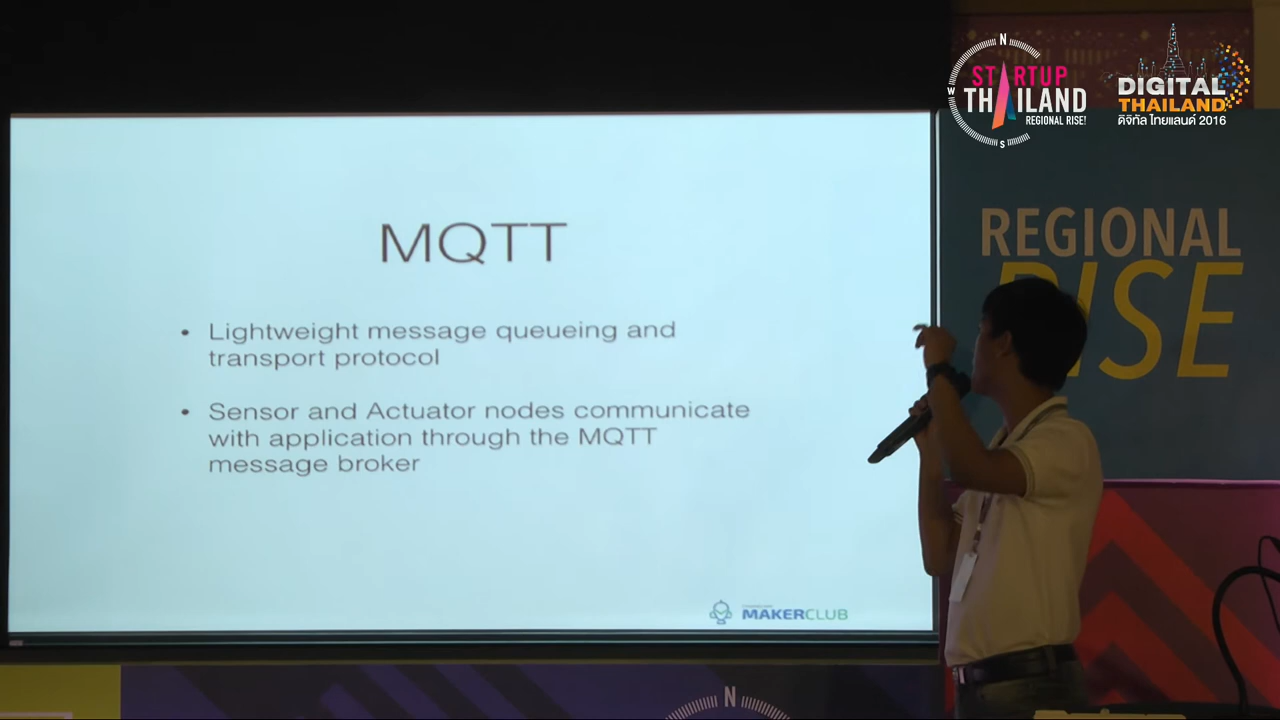 N
W
S
STARTUP
THAILAND
REGIONAL RISE!
DIGITAL
THAILAND
ดิจิทัล ไทยแลนด์ 2016
REGIONAL
RISE
MQTT
• Lightweight message queueing and
transport protocol
• Sensor and Actuator nodes communicate
with application through the MQTT
message broker
MAKERCLUB
N